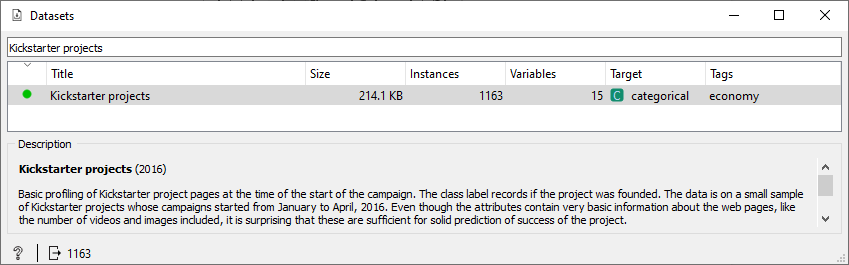 Datasets
Kickstarter projects
Title Size Instances Variables Target Tags
Kickstarter projects 214.1 KB 1163 15 C categorical economy
Description
Kickstarter projects (2016)
Basic profiling of Kickstarter project pages at the time of the start of the campaign. The class label records if the project was founded. The data is on a small sample
of Kickstarter projects whose campaigns started from January to April, 2016. Even though the attributes contain very basic information about the web pages, like
the number of videos and images included, it is surprising that these are sufficient for solid prediction of success of the project.
? 1163